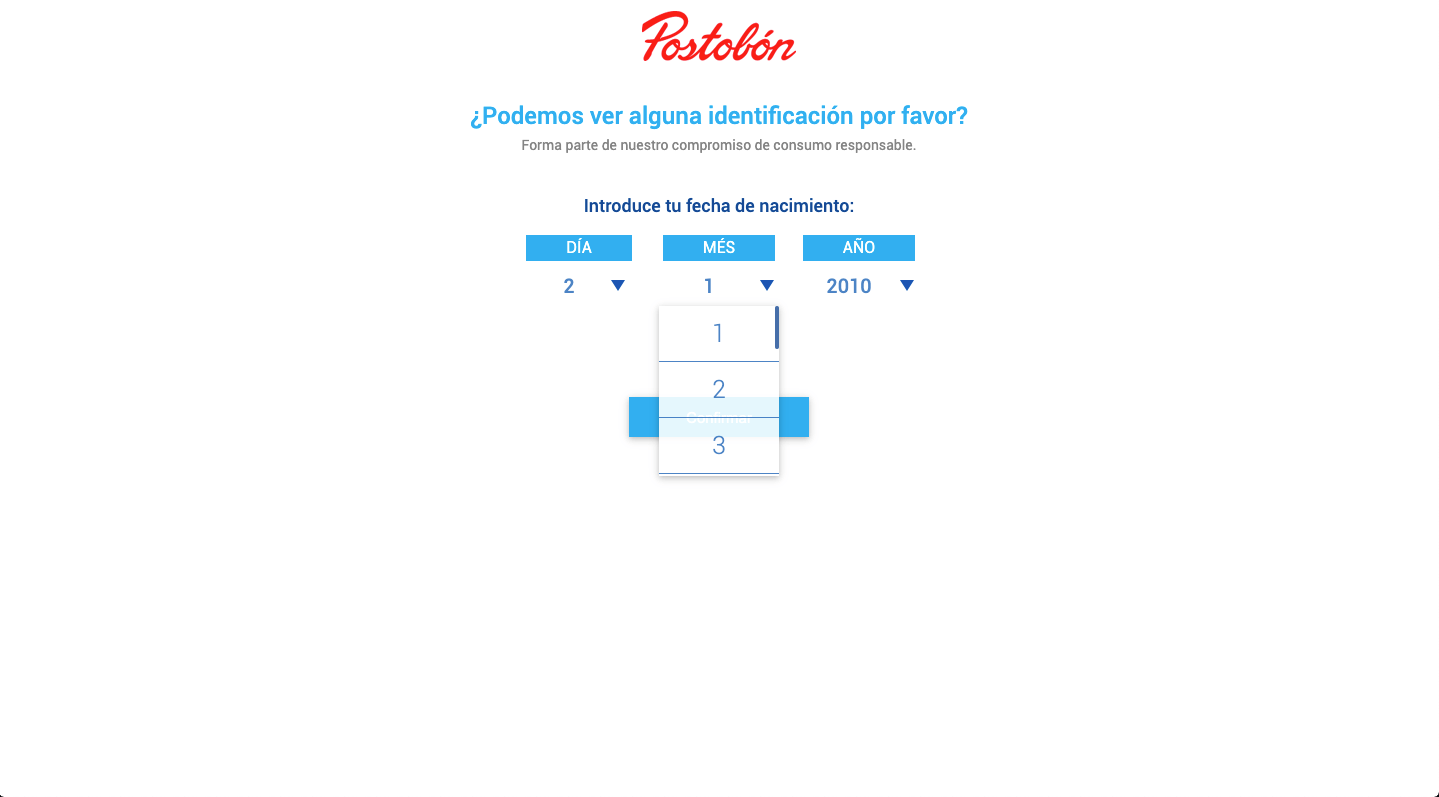 Postobón
¿Podemos ver alguna identificación por favor?
Forma parte de nuestro compromiso de consumo responsable.
Introduce tu fecha de nacimiento:
DÍA MÉS AÑO
2 1 2010
1
2
Confirmar
3